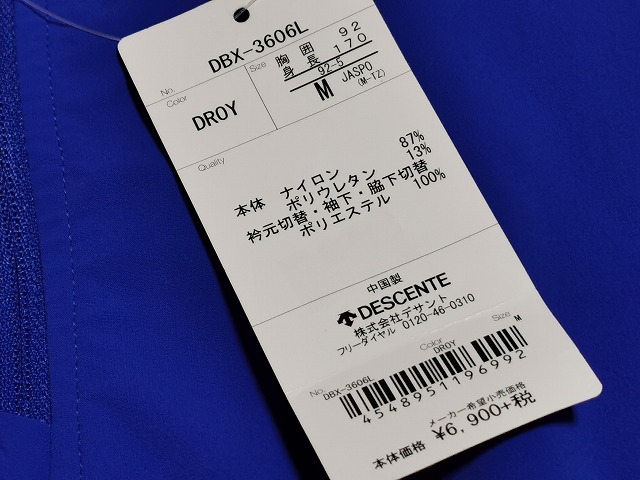 No. DBX-3606L
Color DROY
Size 胸囲 92
身長 170
92-5
M JASPO
(M-TZ)
Quality
本体 ナイロン 87%
ポリウレタン 13%
衿元切替・袖下・脇下切替
ポリエステル 100%
中国製
DESCENTE
株式会社デサント
フリーダイヤル 0120-46-0310
No. DBX-3606L Color DROY Size M
4548951196992
メーカー希望小売価格
本体価格 ¥6,900+税